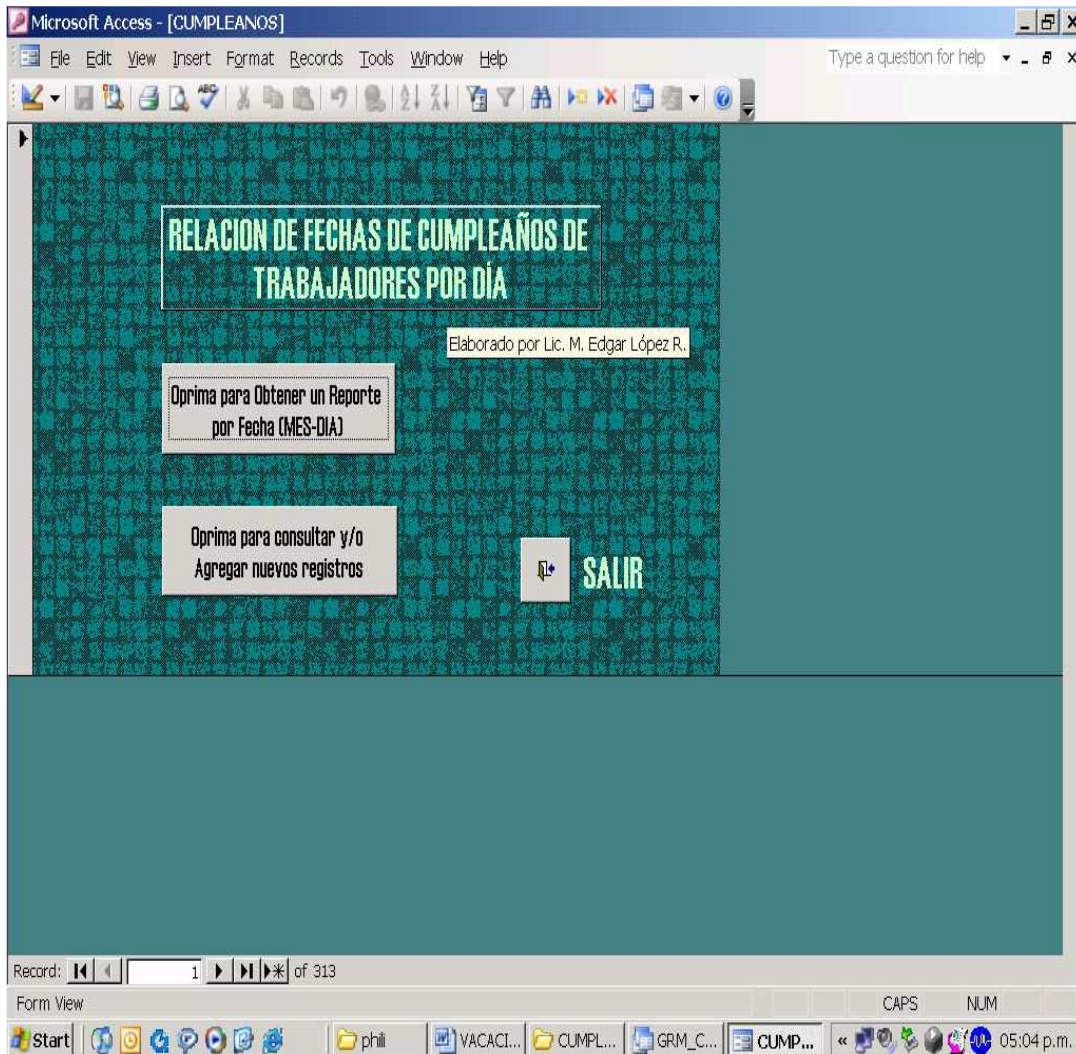 Microsoft Access - [CUMPLEANOS]
File Edit View Insert Format Records Tools Window Help
Type a question for help
RELACION DE FECHAS DE CUMPLEAÑOS DE
TRABAJADORES POR DÍA
Elaborado por Lic. M. Edgar López R.
Oprima para Obtener un Reporte
por Fecha (MES-DIA)
Oprima para consultar y/o
Agregar nuevos registros
SALIR
Record: 1 of 313
Form View CAPS NUM
Start phili VACACI... CUMPL... GRM_C... CUMP... « 05:04 p.m.